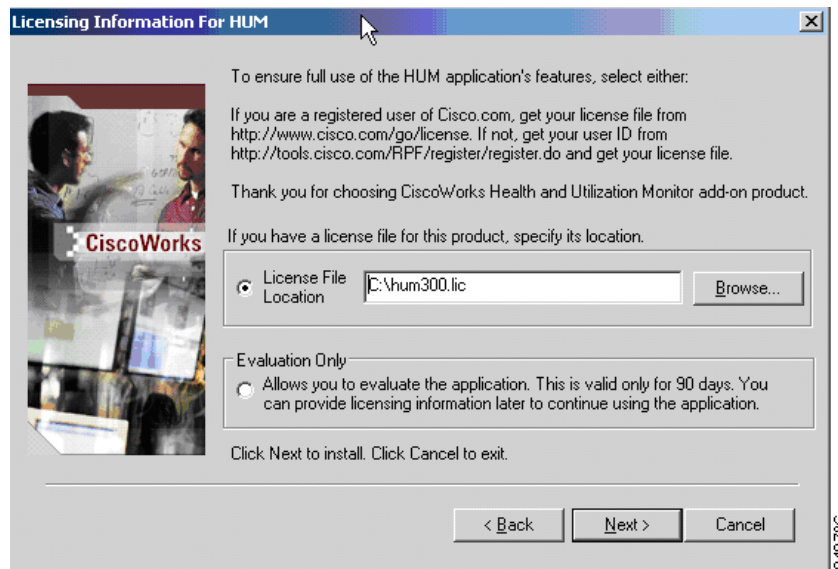 Licensing Information For HUM
To ensure full use of the HUM application's features, select either:
If you are a registered user of Cisco.com, get your license file from
http://www.cisco.com/go/license. If not, get your user ID from
http://tools.cisco.com/RPF/register/register.do and get your license file.
Thank you for choosing CiscoWorks Health and Utilization Monitor add-on product.
CiscoWorks
If you have a license file for this product, specify its location.
License File
Location
C:\hum300.lic
Browse...
Evaluation Only
Allows you to evaluate the application. This is valid only for 90 days. You
can provide licensing information later to continue using the application.
Click Next to install. Click Cancel to exit.
< Back
Next >
Cancel